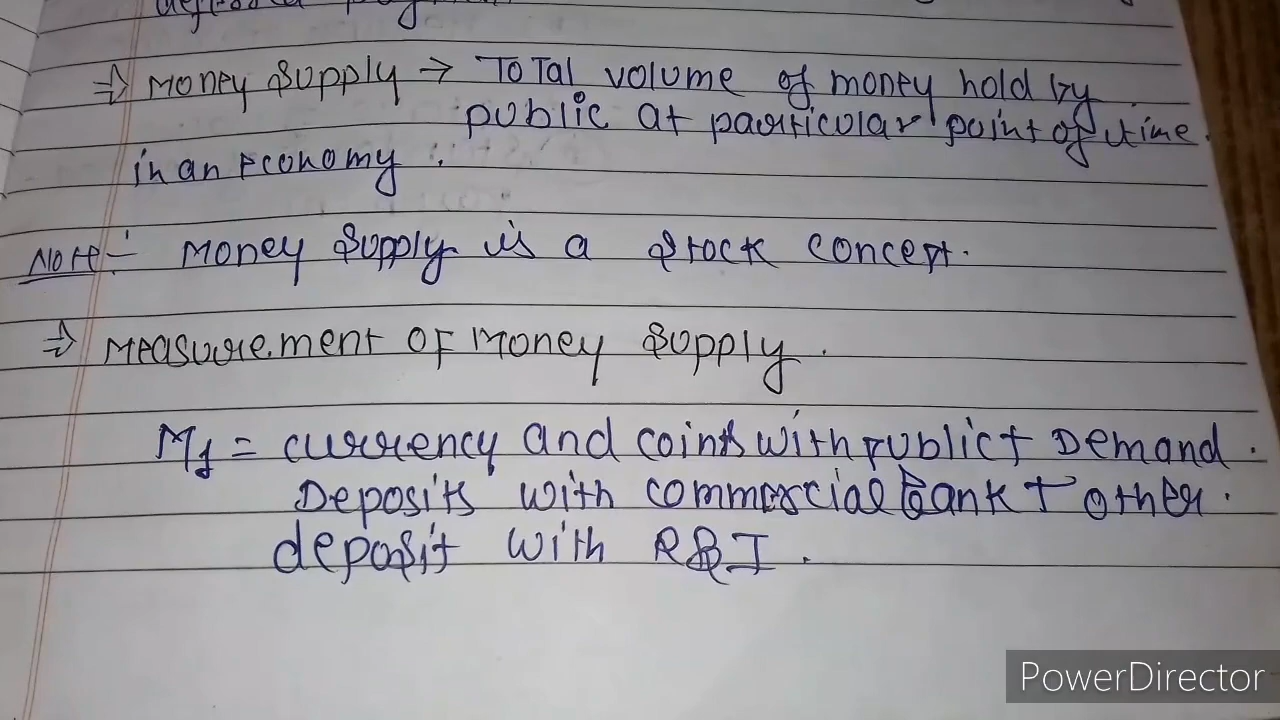 ⇒ Money Supply → Total volume of money hold by
public at particular point of time.
in an Economy.
Note:- Money Supply is a Stock concept.
⇒ Measurement of Money Supply.
M1 = currency and coins with public + Demand.
Deposits with commercial Bank + other.
deposit with RBI.
PowerDirector